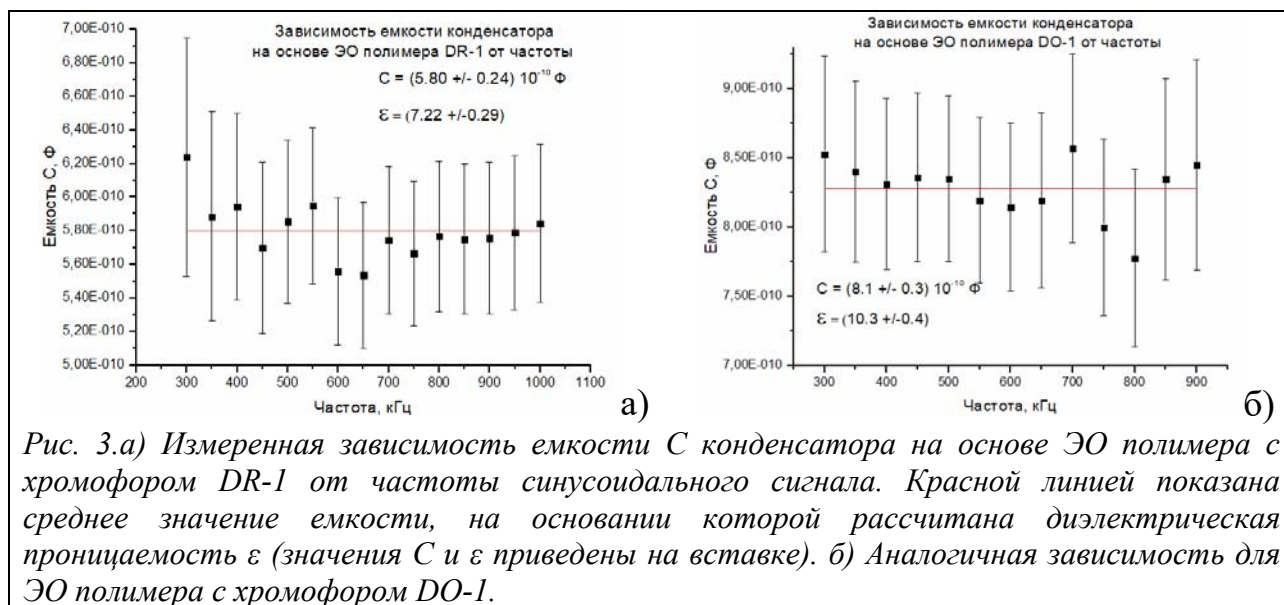 Зависимость емкости конденсатора
на основе ЭО полимера DR-1 от частоты
C = (5.80 +/- 0.24) 10⁻¹⁰ Ф
ε = (7.22 +/-0.29)
7,00E-010
6,80E-010
6,60E-010
6,40E-010
6,20E-010
6,00E-010
5,80E-010
5,60E-010
5,40E-010
5,20E-010
5,00E-010
Емкость С, Ф
200 300 400 500 600 700 800 900 1000 1100
Частота, кГц
а)
Зависимость емкости конденсатора
на основе ЭО полимера DO-1 от частоты
9,00E-010
8,50E-010
8,00E-010
7,50E-010
7,00E-010
Емкость С, Ф
C = (8.1 +/- 0.3) 10⁻¹⁰ Ф
ε = (10.3 +/-0.4)
300 400 500 600 700 800 900
Частота, кГц
б)
Рис. 3.а) Измеренная зависимость емкости С конденсатора на основе ЭО полимера с
хромофором DR-1 от частоты синусоидального сигнала. Красной линией показана
среднее значение емкости, на основании которой рассчитана диэлектрическая
проницаемость ε (значения С и ε приведены на вставке). б) Аналогичная зависимость для
ЭО полимера с хромофором DO-1.